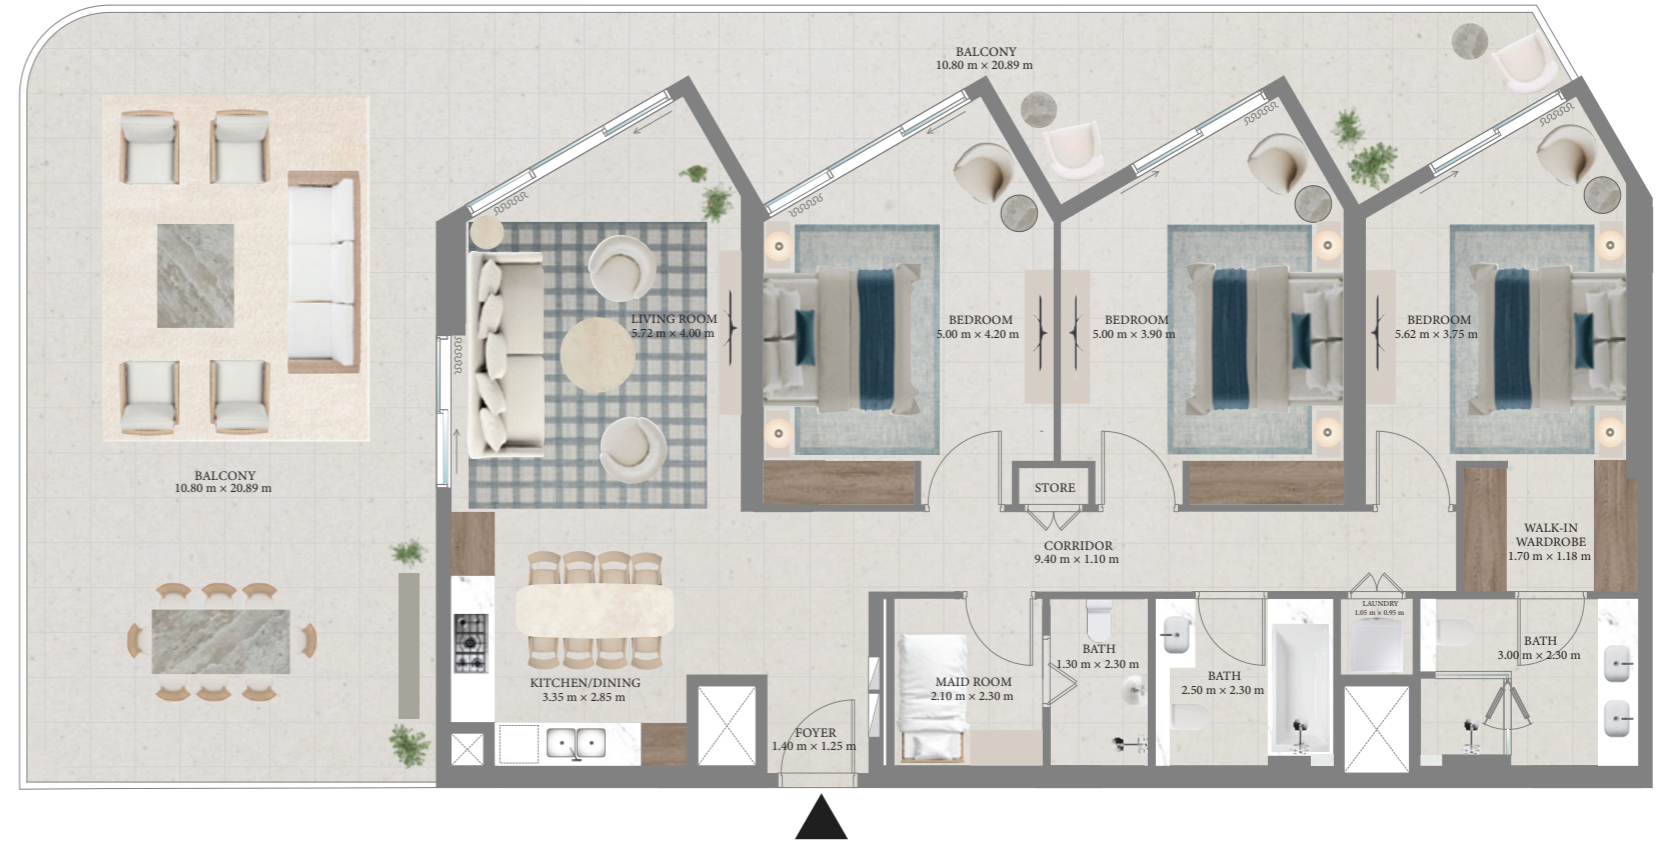 BALCONY
10.80 m × 20.89 m
LIVING ROOM
5.72 m × 4.00 m
BEDROOM
5.00 m × 4.20 m
BEDROOM
5.00 m × 3.90 m
BEDROOM
5.62 m × 3.75 m
BALCONY
10.80 m × 20.89 m
STORE
CORRIDOR
9.40 m × 1.10 m
WALK-IN
WARDROBE
1.70 m × 1.18 m
LAUNDRY
1.05 m × 0.95 m
KITCHEN/DINING
3.35 m × 2.85 m
FOYER
1.40 m × 1.25 m
MAID ROOM
2.10 m × 2.30 m
BATH
1.30 m × 2.30 m
BATH
2.50 m × 2.30 m
BATH
3.00 m × 2.30 m